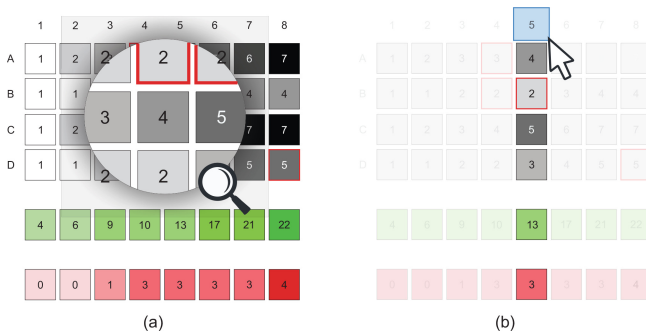 1 2 3 4 5 6 7 8
A 1 2 2 2 2 6 7
B 1 1 3 4 5 4 4
C 1 2 7 7
D 1 1 2 2 5 5
4 6 9 10 13 17 21 22
0 0 1 3 3 3 3 4
(a)
1 2 3 4 5 6 7 8
A 1 2 3 3 4 6 7
B 1 1 2 2 2 3 4 4
C 1 2 3 4 5 6 7 7
D 1 1 2 2 3 4 5 5
4 6 9 10 13 17 21 22
0 0 1 3 3 3 3 4
(b)